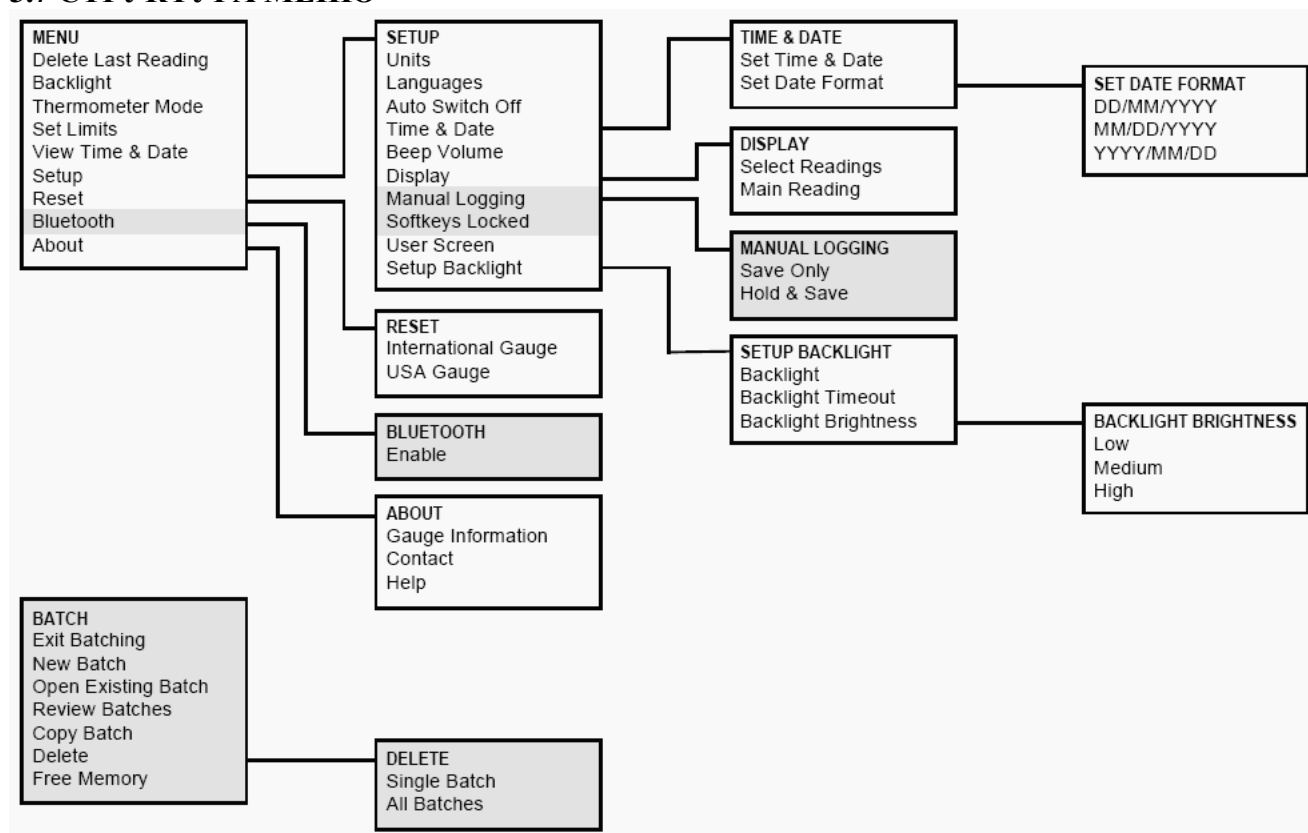 MENU
Delete Last Reading
Backlight
Thermometer Mode
Set Limits
View Time & Date
Setup
Reset
Bluetooth
About
SETUP
Units
Languages
Auto Switch Off
Time & Date
Beep Volume
Display
Manual Logging
Softkeys Locked
User Screen
Setup Backlight
TIME & DATE
Set Time & Date
Set Date Format
SET DATE FORMAT
DD/MM/YYYY
MM/DD/YYYY
YYYY/MM/DD
DISPLAY
Select Readings
Main Reading
MANUAL LOGGING
Save Only
Hold & Save
SETUP BACKLIGHT
Backlight
Backlight Timeout
Backlight Brightness
BACKLIGHT BRIGHTNESS
Low
Medium
High
RESET
International Gauge
USA Gauge
BLUETOOTH
Enable
ABOUT
Gauge Information
Contact
Help
BATCH
Exit Batching
New Batch
Open Existing Batch
Review Batches
Copy Batch
Delete
Free Memory
DELETE
Single Batch
All Batches